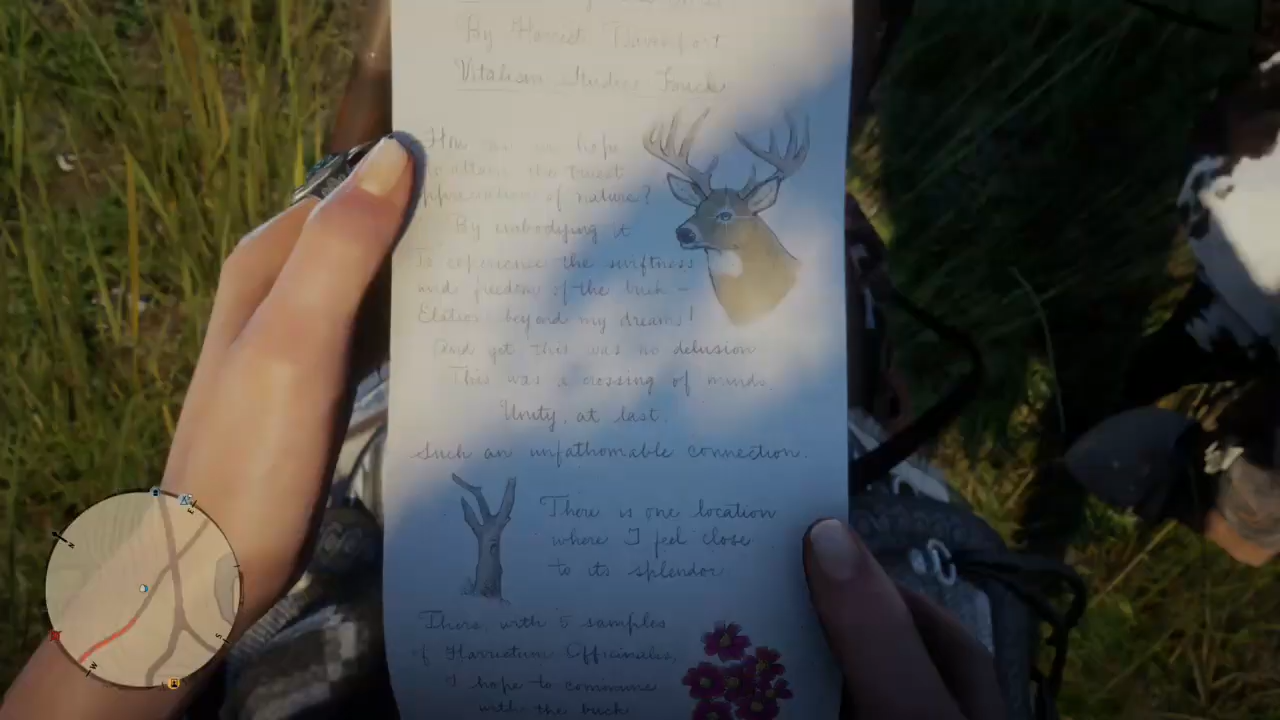 By Harriet Davenport
Vitalism Studies Pamph
How can we hope
to attain the truest
appreciation of nature?
By embodying it
To experience the swiftness
and freedom of the buck -
Elation beyond my dreams!
And yet this was no delusion
This was a crossing of minds.
Unity, at last.
Such an unfathomable connection.
There is one location
where I feel close
to its splendor
There with 5 samples
of Harrietum Officinalis,
I hope to commune
with the buck
N
E
S
W